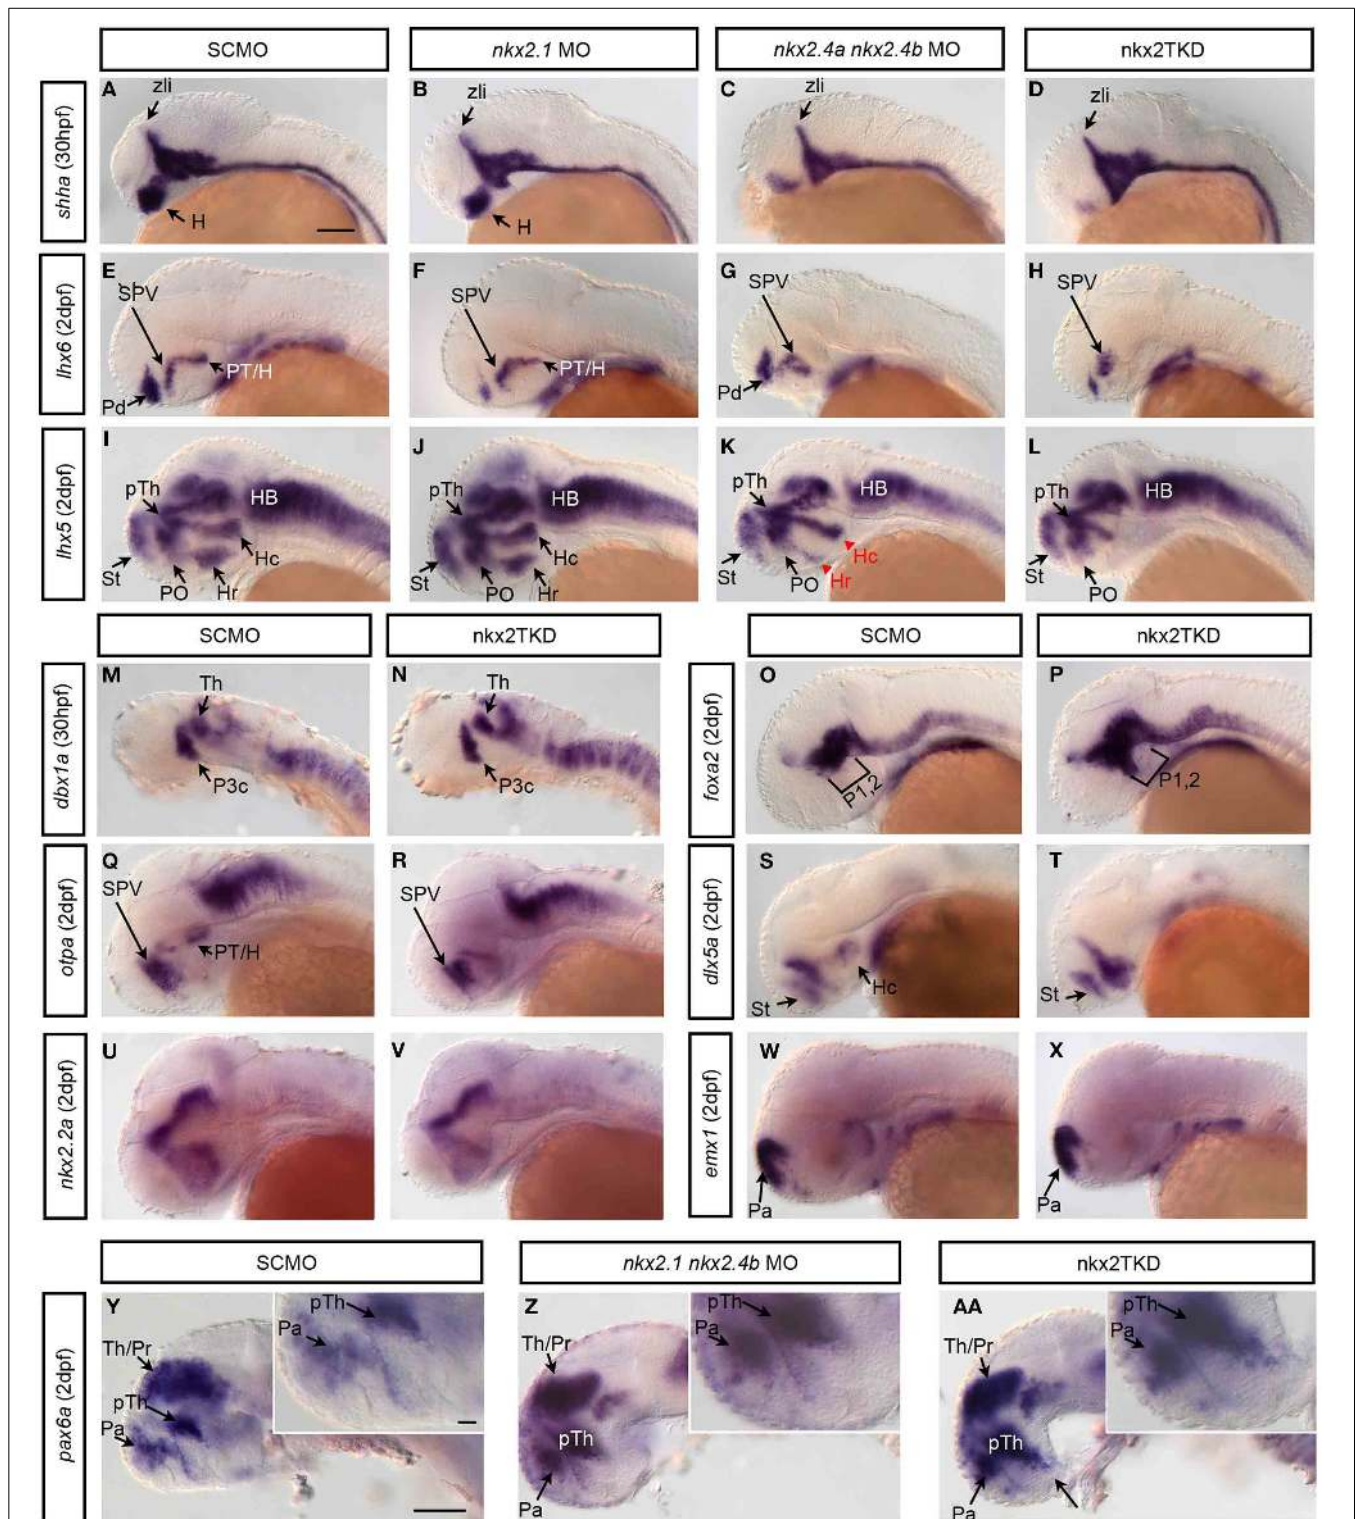 SCMO nkx2.1 MO nkx2.4a nkx2.4b MO nkx2TKD
shha (30hpf)
A zli H
B zli H
C zli
D zli
lhx6 (2dpf)
E SPV PT/H Pd
F SPV PT/H
G SPV Pd
H SPV
lhx5 (2dpf)
I pTh HB St PO Hr Hc
J pTh HB St PO Hr Hc
K pTh HB St PO Hr Hc
L pTh HB St PO
SCMO nkx2TKD SCMO nkx2TKD
dbx1a (30hpf)
M Th P3c
N Th P3c
foxa2 (2dpf)
O P1,2
P P1,2
otpa (2dpf)
Q SPV PT/H
R SPV
dlx5a (2dpf)
S St Hc
T St
nkx2.2a (2dpf)
U
V
emx1 (2dpf)
W Pa
X Pa
SCMO nkx2.1 nkx2.4b MO nkx2TKD
pax6a (2dpf)
Y Th/Pr pTh Pa pTh Pa
Z Th/Pr pTh Pa pTh Pa
AA Th/Pr pTh Pa pTh Pa